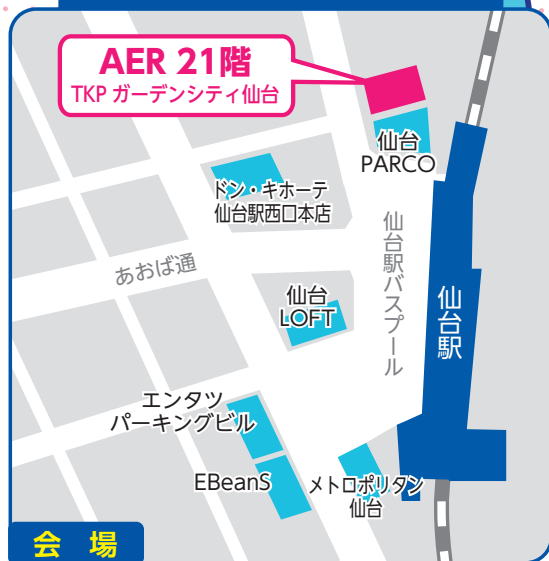 AER 21階
TKP ガーデンシティ仙台
仙台
PARCO
ドン・キホーテ
仙台駅西口本店
仙台駅バスプール
あおば通
仙台
LOFT
仙台駅
エンタツ
パーキングビル
EBeanS
メトロポリタン
仙台
会 場